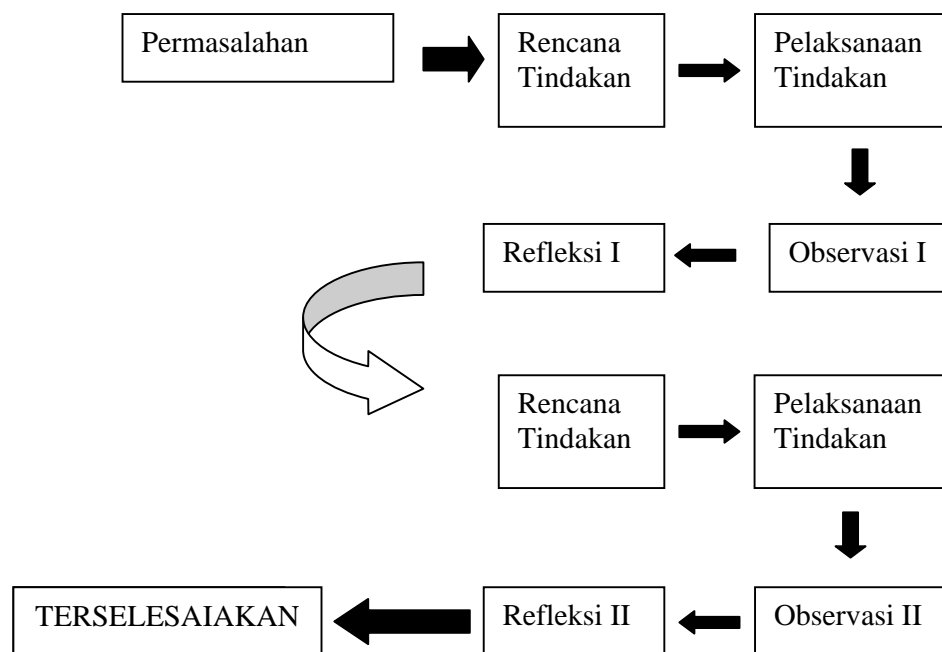 Permasalahan
Rencana
Tindakan
Pelaksanaan
Tindakan
Refleksi I
Observasi I
Rencana
Tindakan
Pelaksanaan
Tindakan
TERSELESAIAKAN
Refleksi II
Observasi II